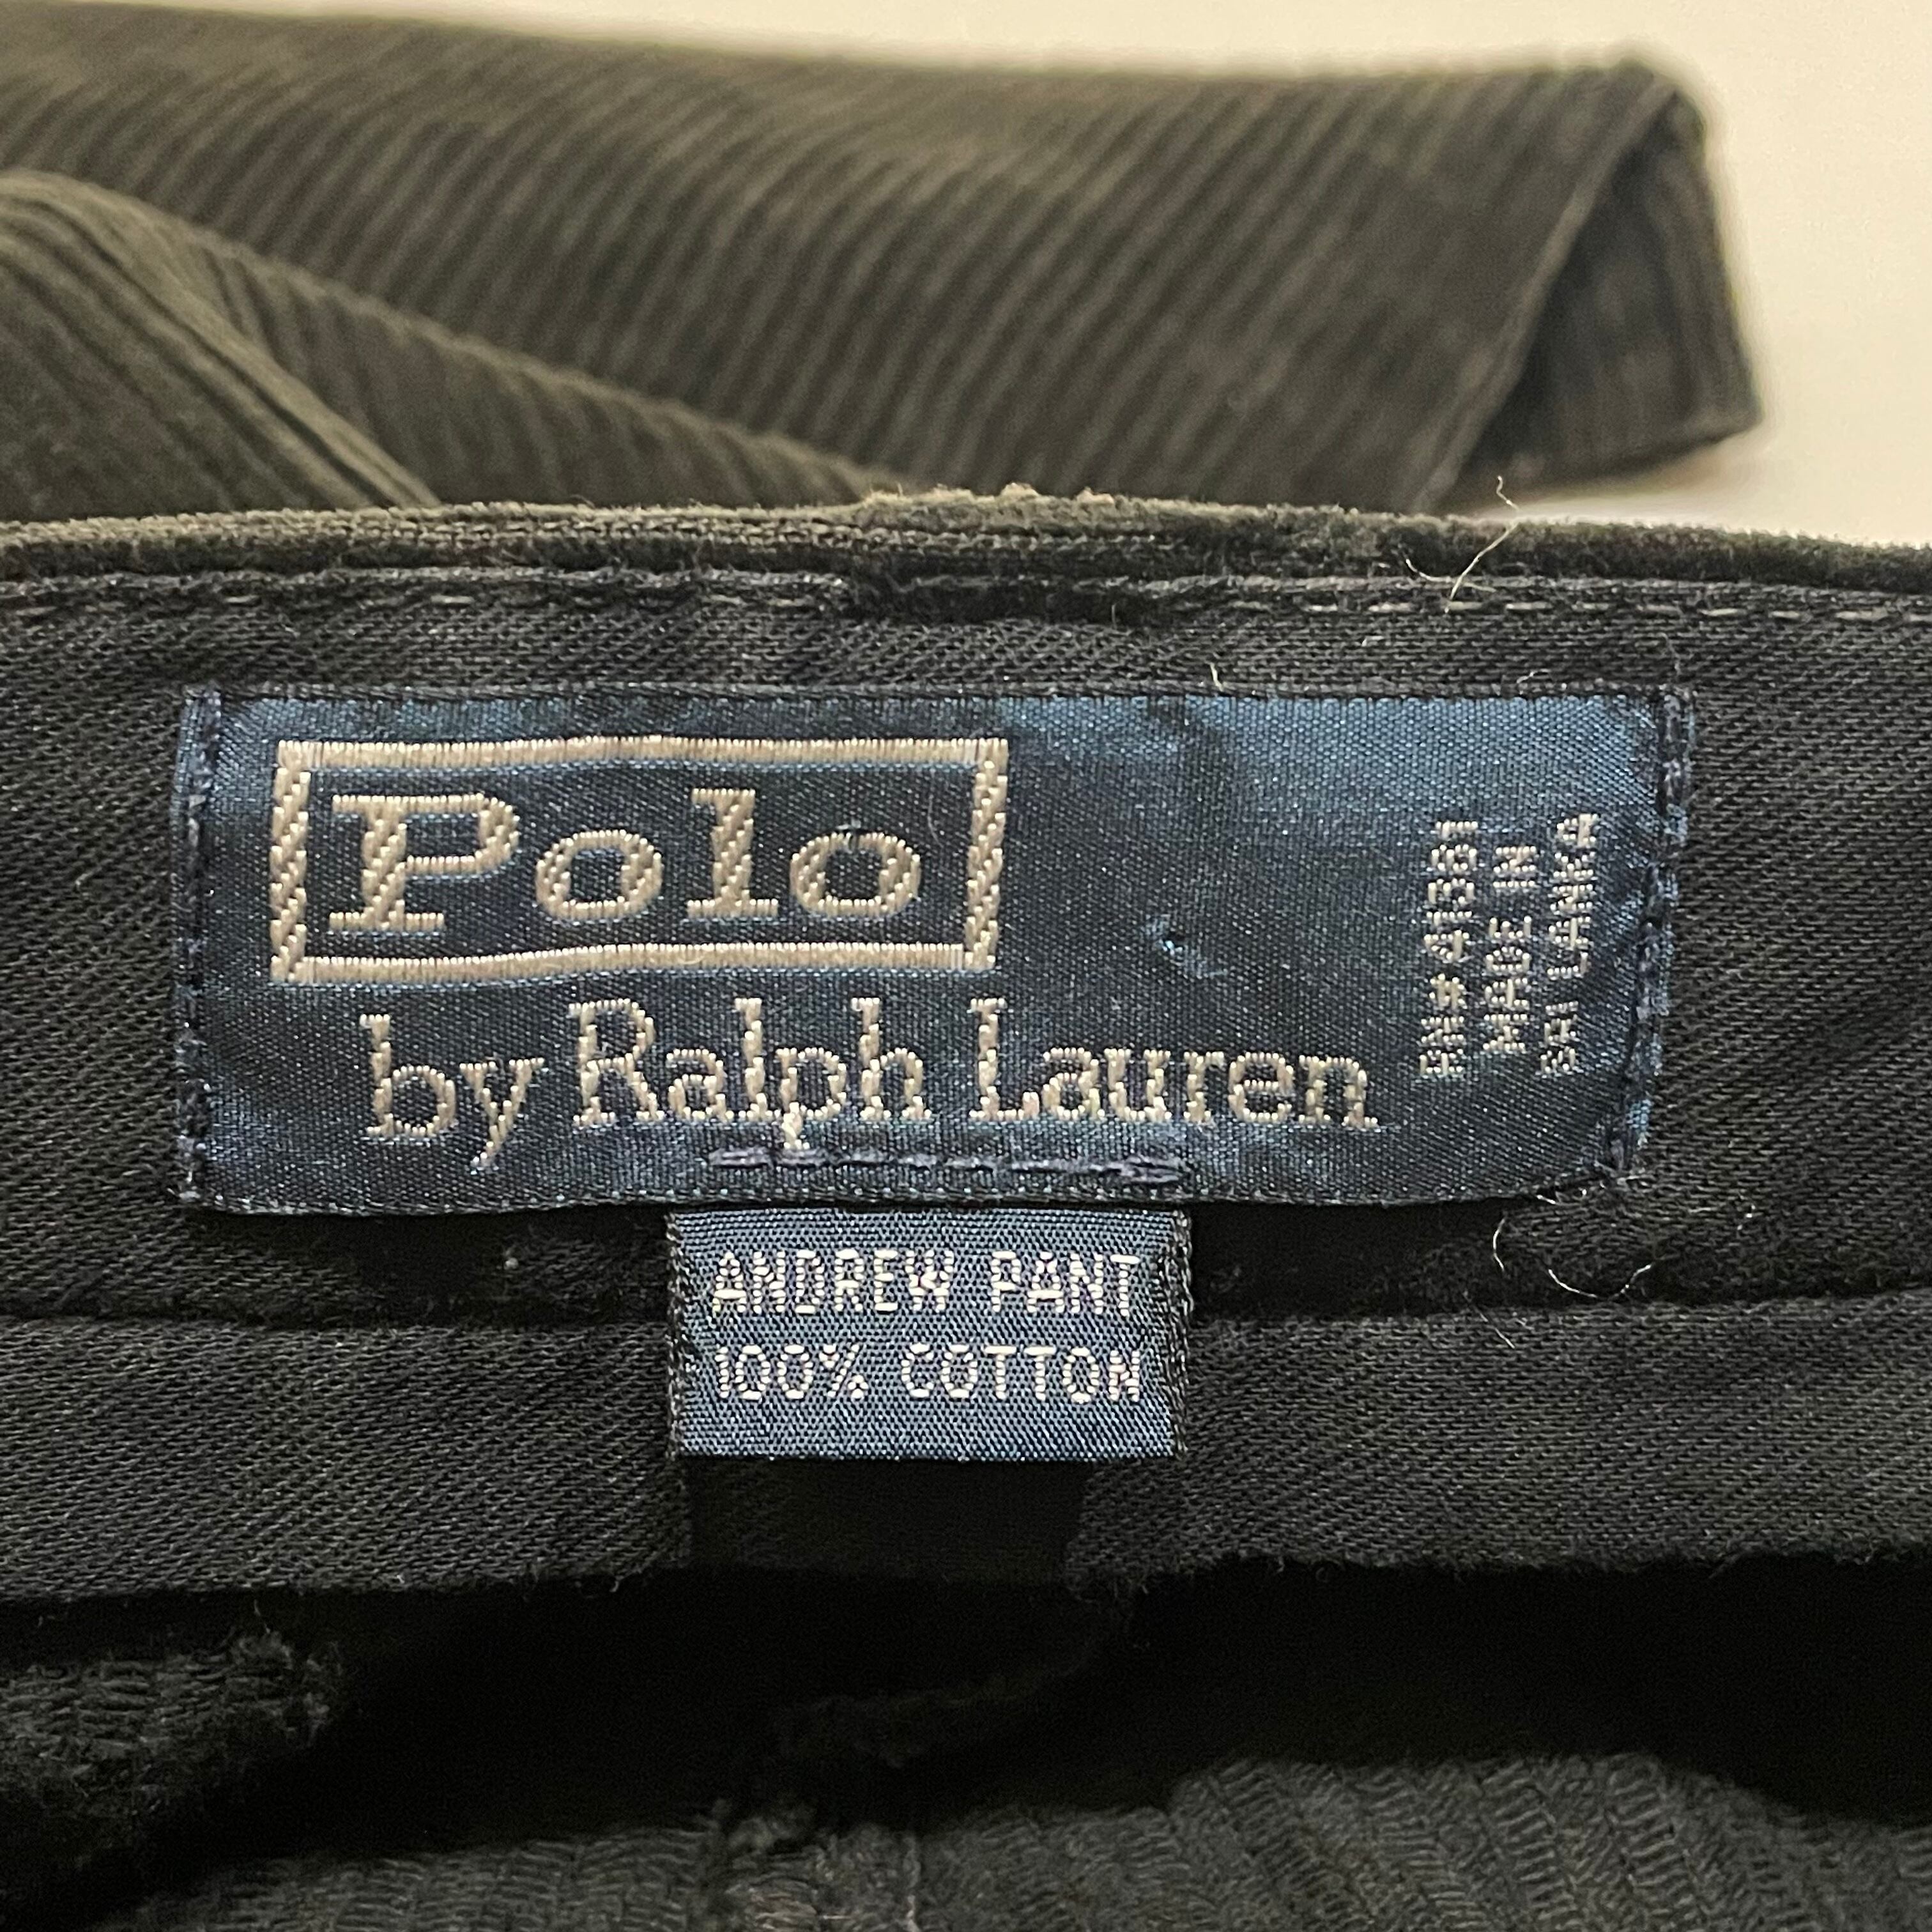 Polo
by Ralph Lauren
RN# 41381
MADE IN
SRI LANKA
ANDREW PANT
100% COTTON